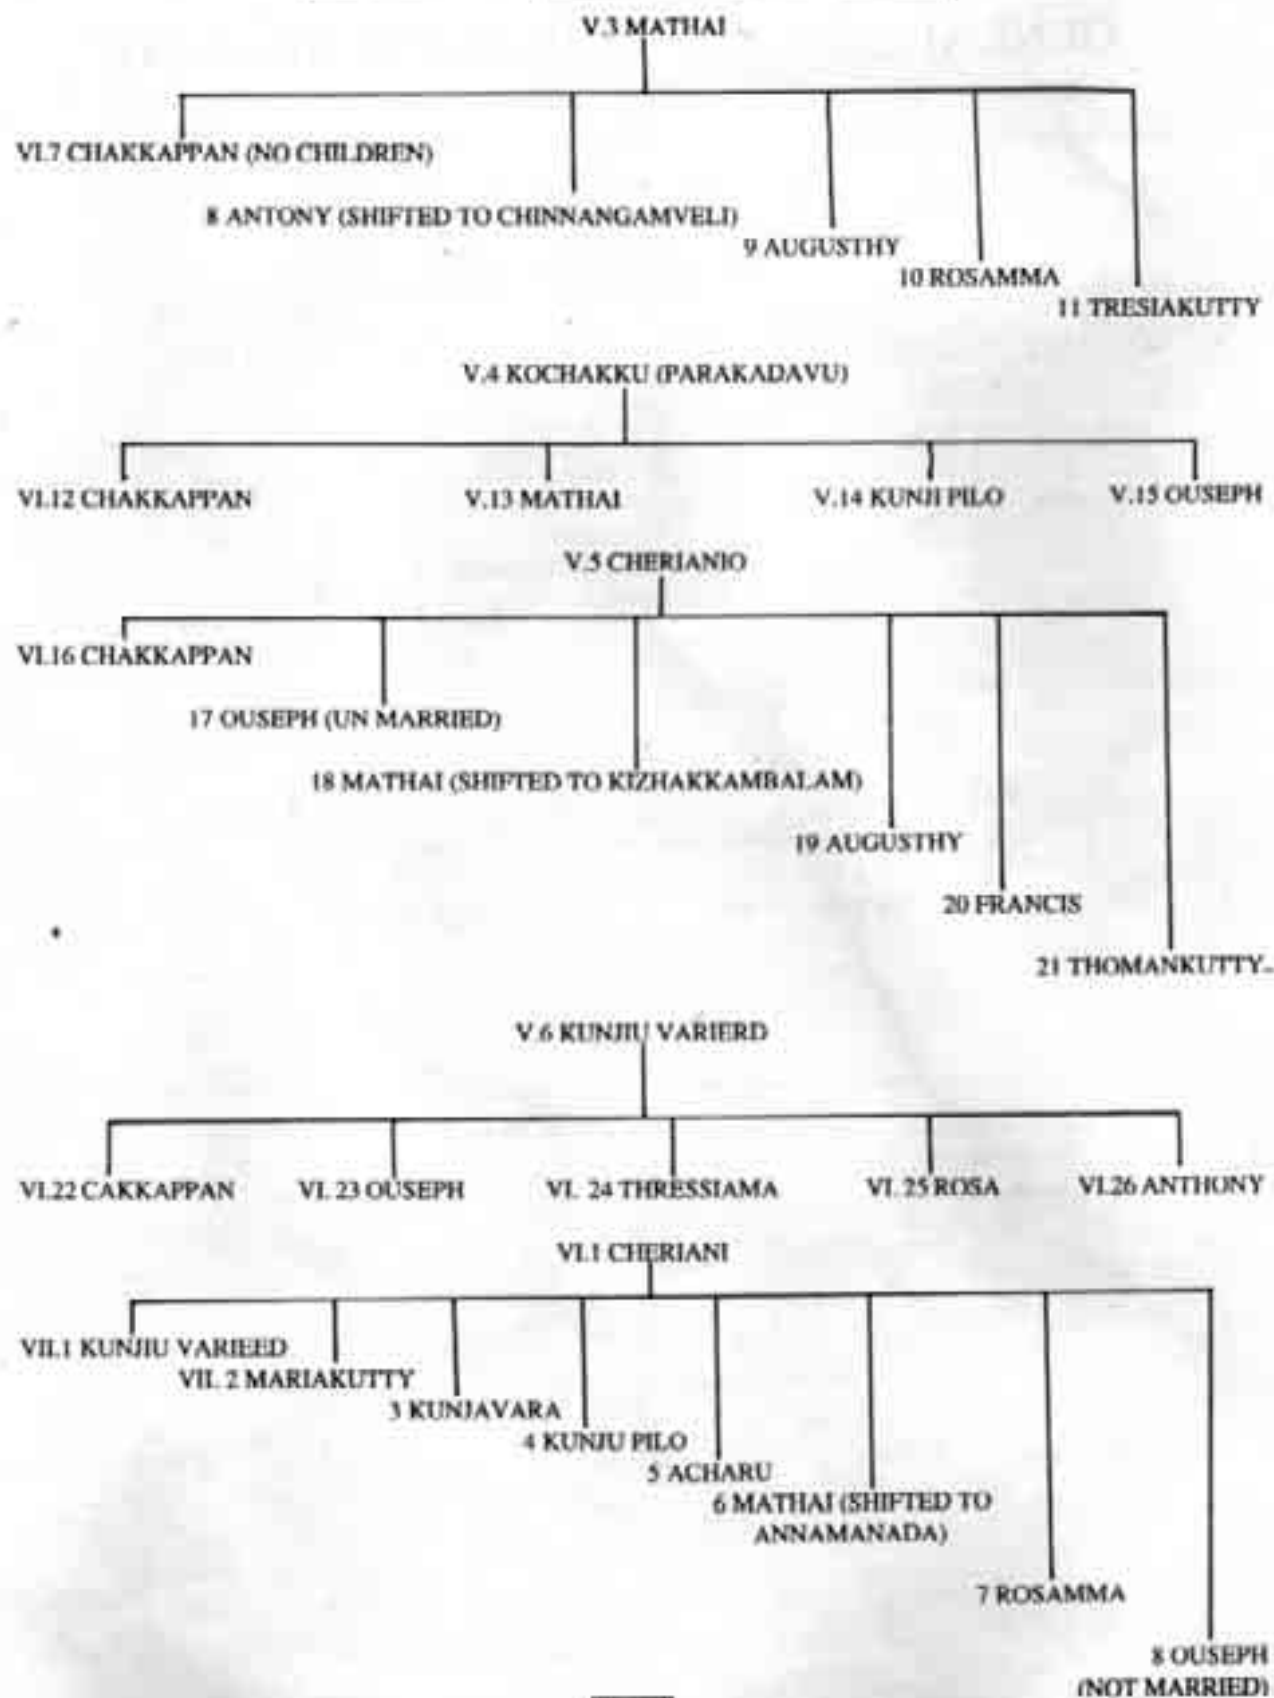 V.3 MATHAI
VI.7 CHAKKAPPAN (NO CHILDREN)
8 ANTONY (SHIFTED TO CHINNANGAMVELI)
9 AUGUSTHY
10 ROSAMMA
11 TRESIAKUTTY
V.4 KOCHAKKU (PARAKADAVU)
VI.12 CHAKKAPPAN V.13 MATHAI V.14 KUNJI PILO V.15 OUSEPH
V.5 CHERIANIO
VI.16 CHAKKAPPAN
17 OUSEPH (UN MARRIED)
18 MATHAI (SHIFTED TO KIZHAKKAMBALAM)
19 AUGUSTHY
20 FRANCIS
21 THOMANKUTTY
V.6 KUNJIU VARIERD
VI.22 CAKKAPPAN VI. 23 OUSEPH VI. 24 THRESSIAMA VI. 25 ROSA VI.26 ANTHONY
VI.1 CHERIANI
VII.1 KUNJIU VARIEED
VII. 2 MARIAKUTTY
3 KUNJAVARA
4 KUNJU PILO
5 ACHARU
6 MATHAI (SHIFTED TO
ANNAMANADA)
7 ROSAMMA
8 OUSEPH
(NOT MARRIED)